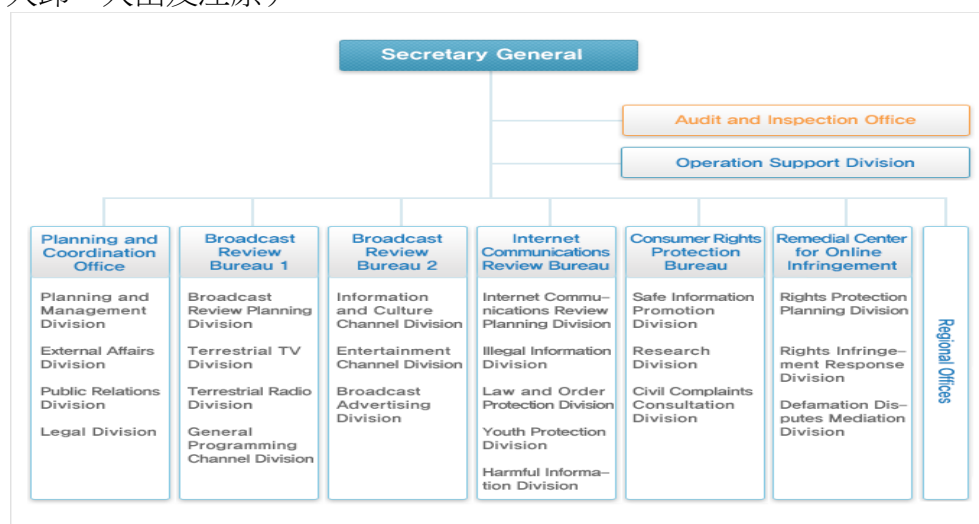 Secretary General
Audit and Inspection Office
Operation Support Division
Planning and
Coordination
Office
Planning and
Management
Division
External Affairs
Division
Public Relations
Division
Legal Division
Broadcast
Review
Bureau 1
Broadcast
Review Planning
Division
Terrestrial TV
Division
Terrestrial Radio
Division
General
Programming
Channel Division
Broadcast
Review
Bureau 2
Information
and Culture
Channel Division
Entertainment
Channel Division
Broadcast
Advertising
Division
Internet
Communications
Review Bureau
Internet Commu-
nications Review
Planning Division
Illegal Information
Division
Law and Order
Protection Division
Youth Protection
Division
Harmful Informa-
tion Division
Consumer Rights
Protection
Bureau
Safe Information
Promotion
Division
Research
Division
Civil Complaints
Consultation
Division
Remedial Center
for Online
Infringement
Rights Protection
Planning Division
Rights Infringe-
ment Response
Division
Defamation Dis-
putes Mediation
Division
Regional Offices